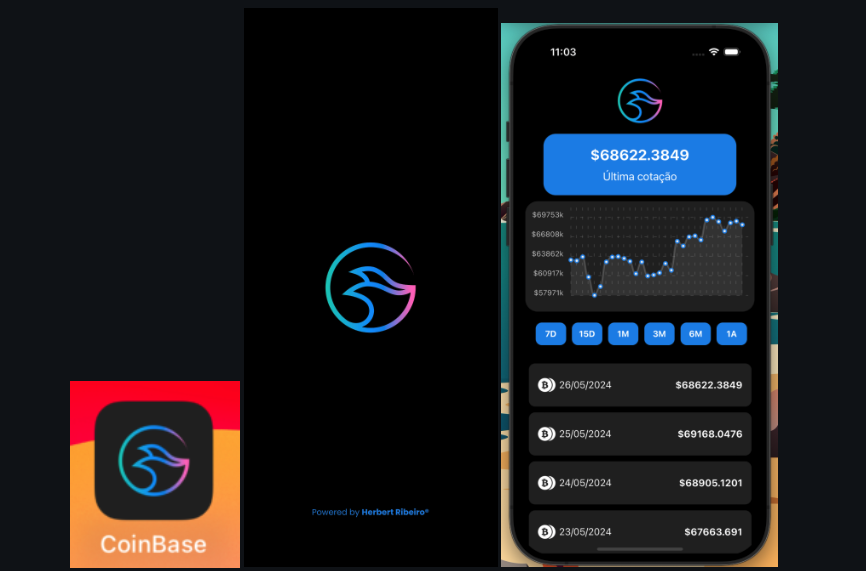 CoinBase
Powered by Herbert Ribeiro®
11:03
$68622.3849
Última cotação
$69753k
$66808k
$63862k
$60917k
$57971k
7D 15D 1M 3M 6M 1A
26/05/2024 $68622.3849
25/05/2024 $69168.0476
24/05/2024 $68905.1201
23/05/2024 $67663.691